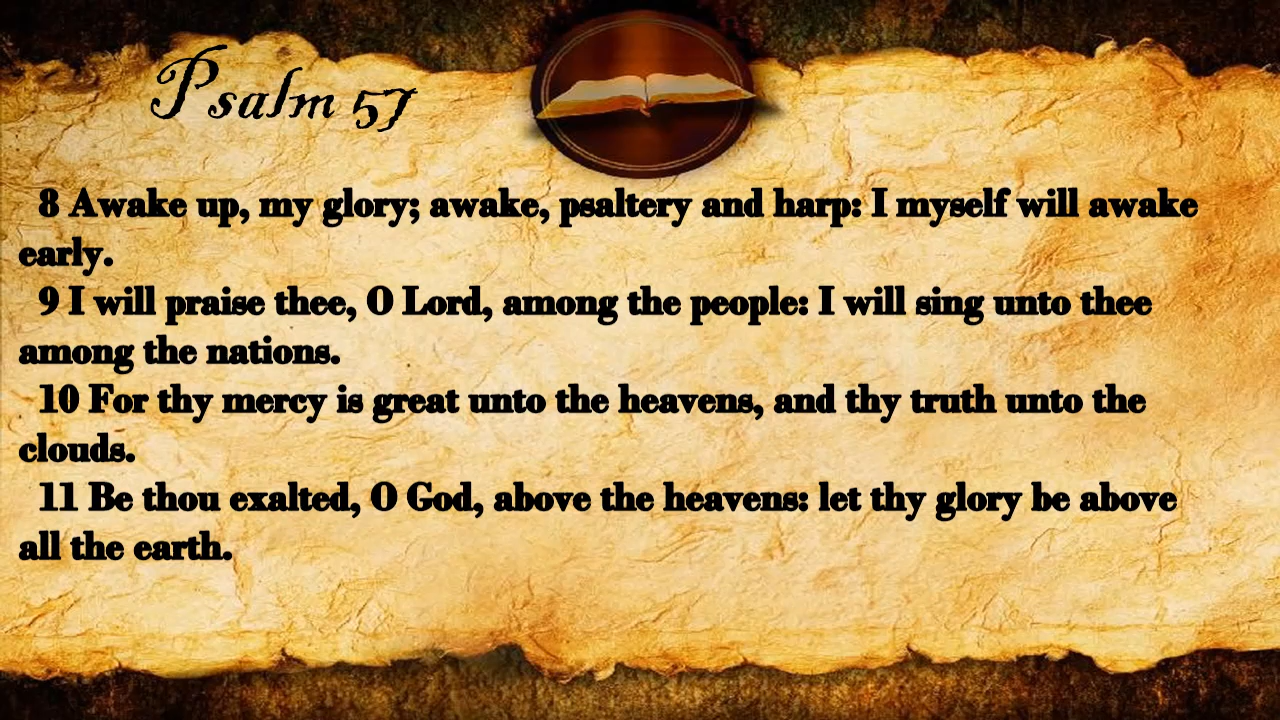 Psalm 57
8 Awake up, my glory; awake, psaltery and harp: I myself will awake
early.
9 I will praise thee, O Lord, among the people: I will sing unto thee
among the nations.
10 For thy mercy is great unto the heavens, and thy truth unto the
clouds.
11 Be thou exalted, O God, above the heavens: let thy glory be above
all the earth.